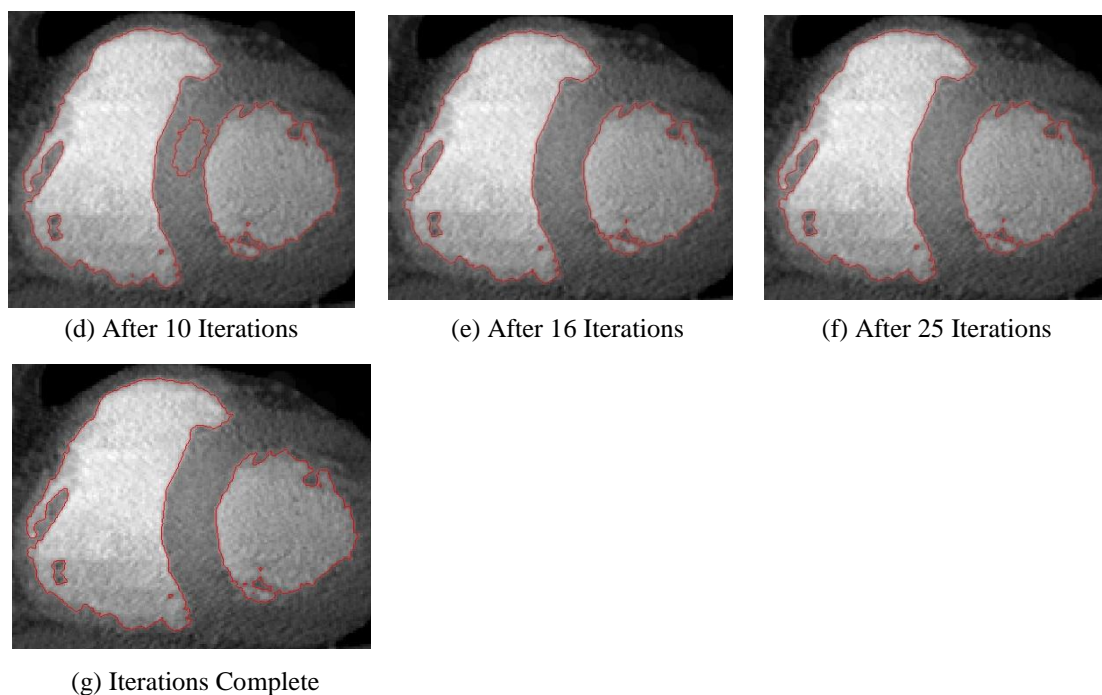 (d) After 10 Iterations
(e) After 16 Iterations
(f) After 25 Iterations
(g) Iterations Complete